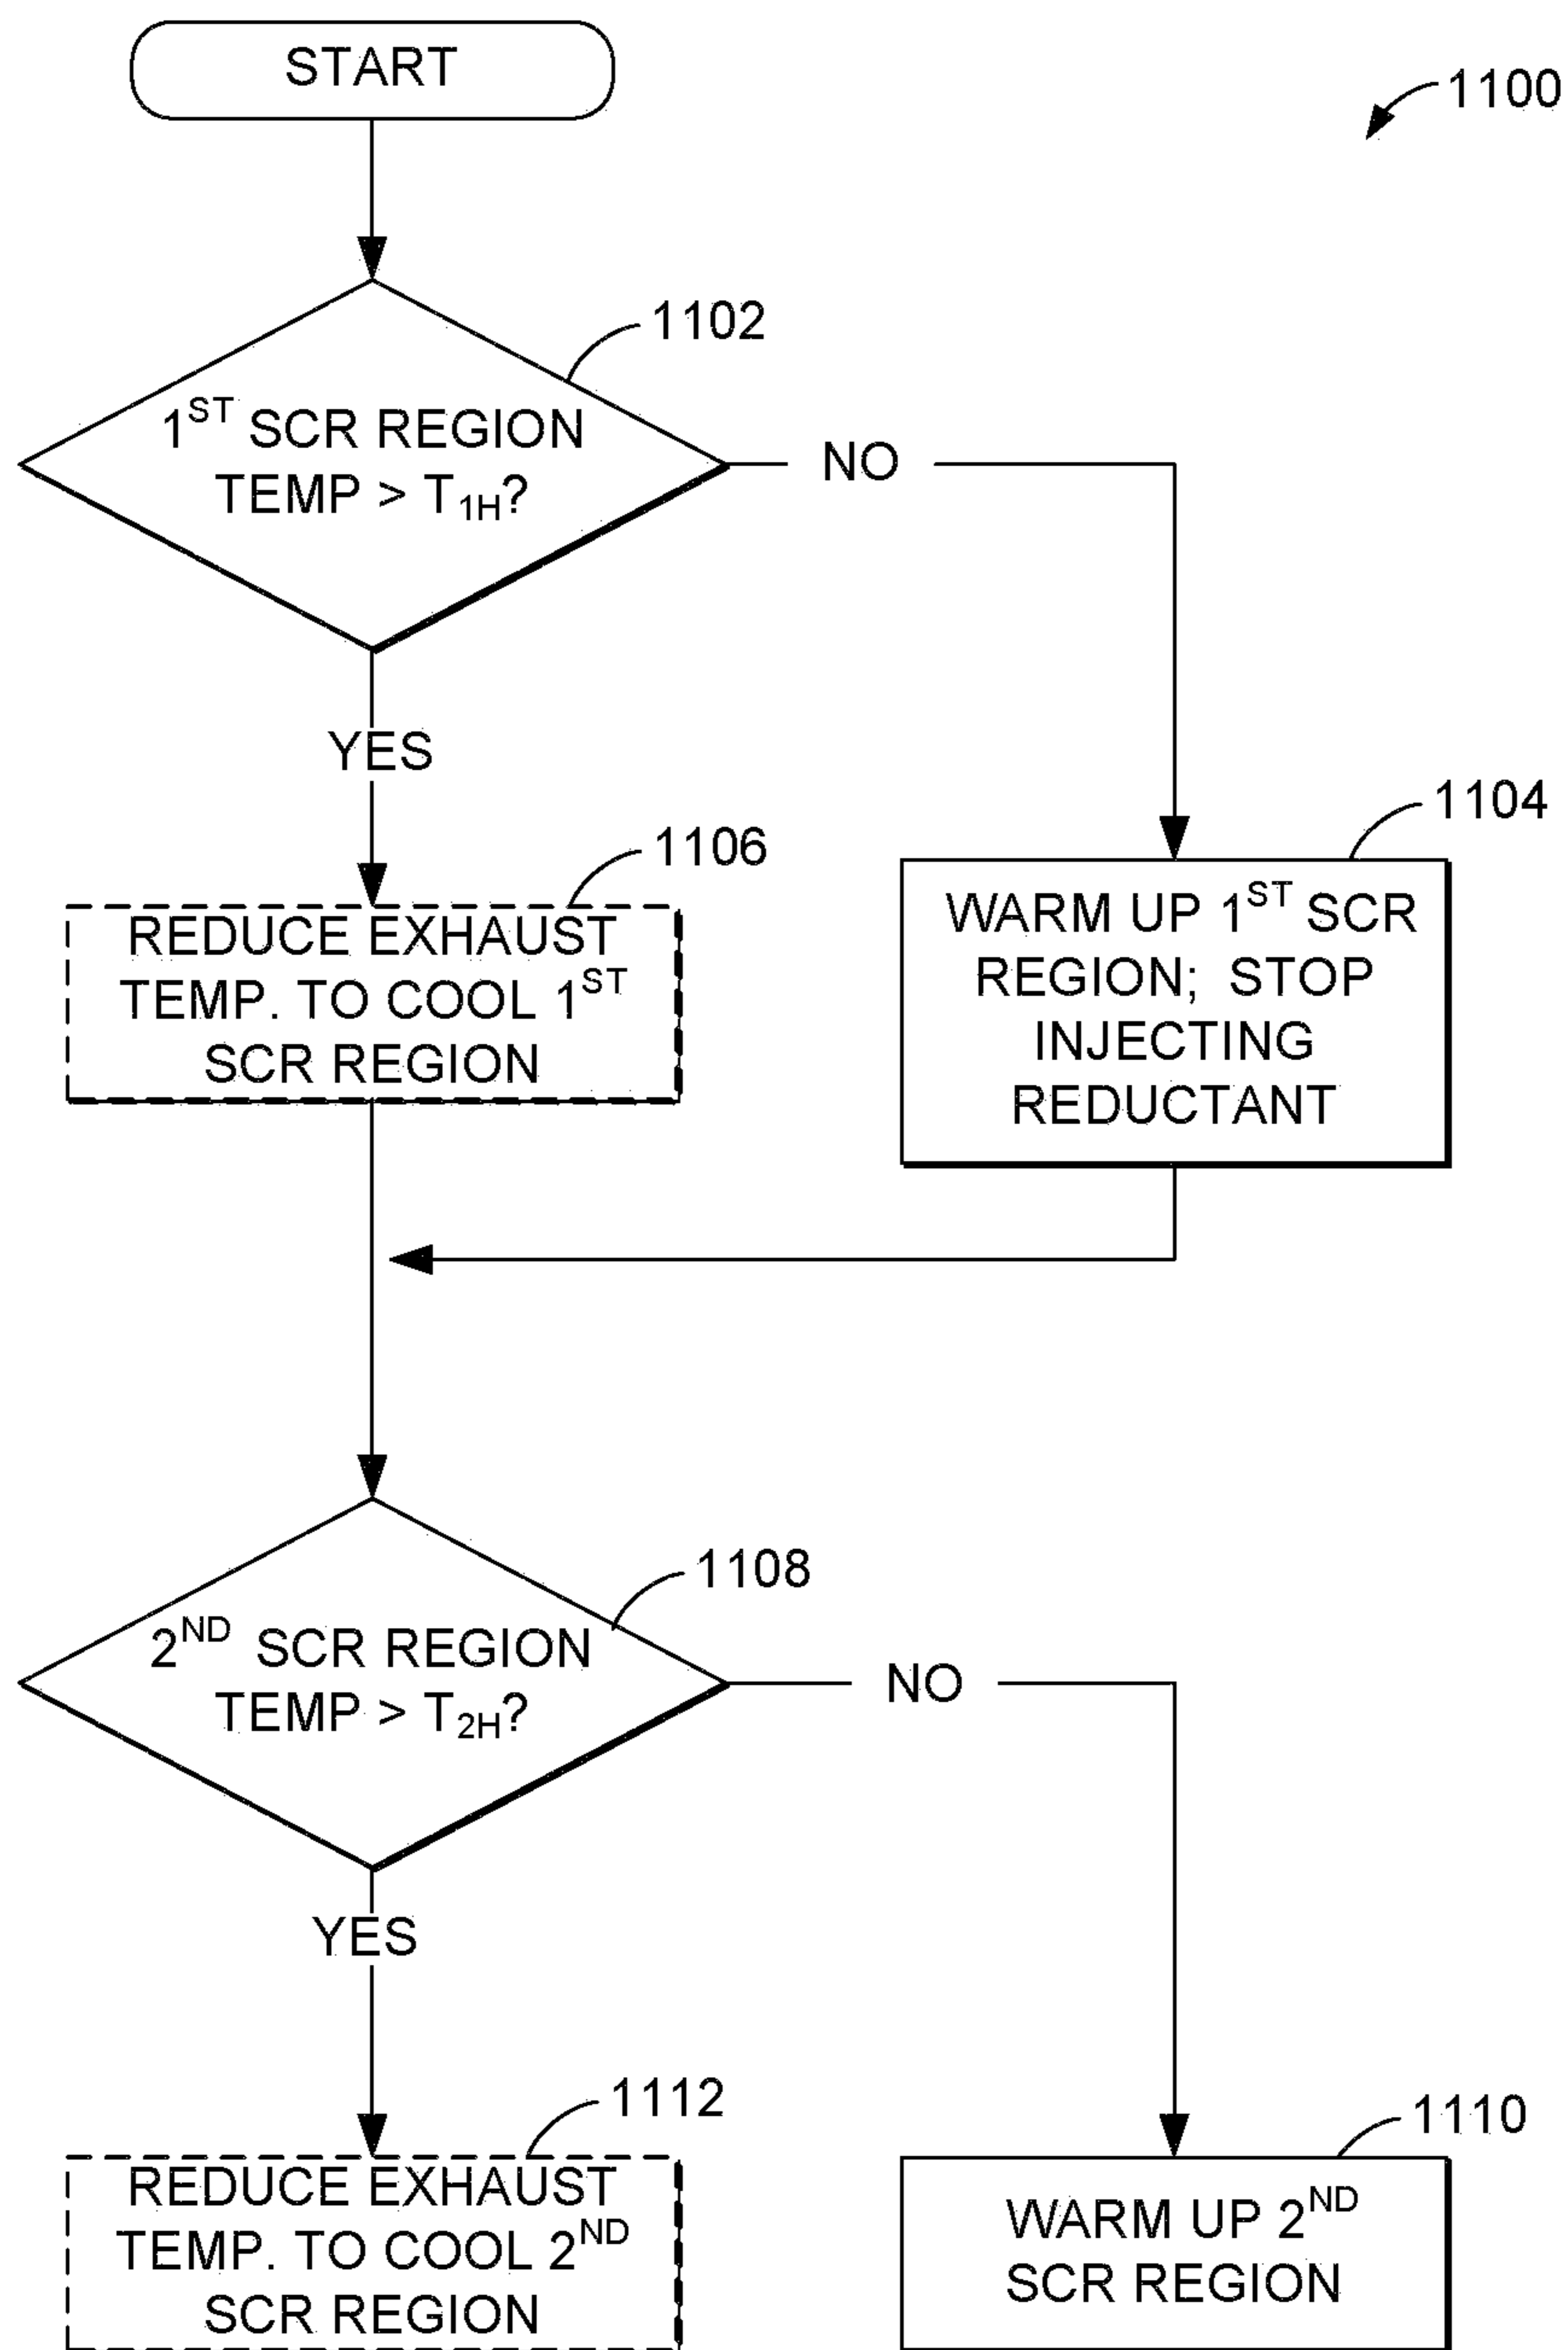 START
1100
1102
1ST SCR REGION
TEMP > T1H?
NO
YES
1106
REDUCE EXHAUST
TEMP. TO COOL 1ST
SCR REGION
1104
WARM UP 1ST SCR
REGION; STOP
INJECTING
REDUCTANT
1108
2ND SCR REGION
TEMP > T2H?
NO
YES
1112
REDUCE EXHAUST
TEMP. TO COOL 2ND
SCR REGION
1110
WARM UP 2ND
SCR REGION